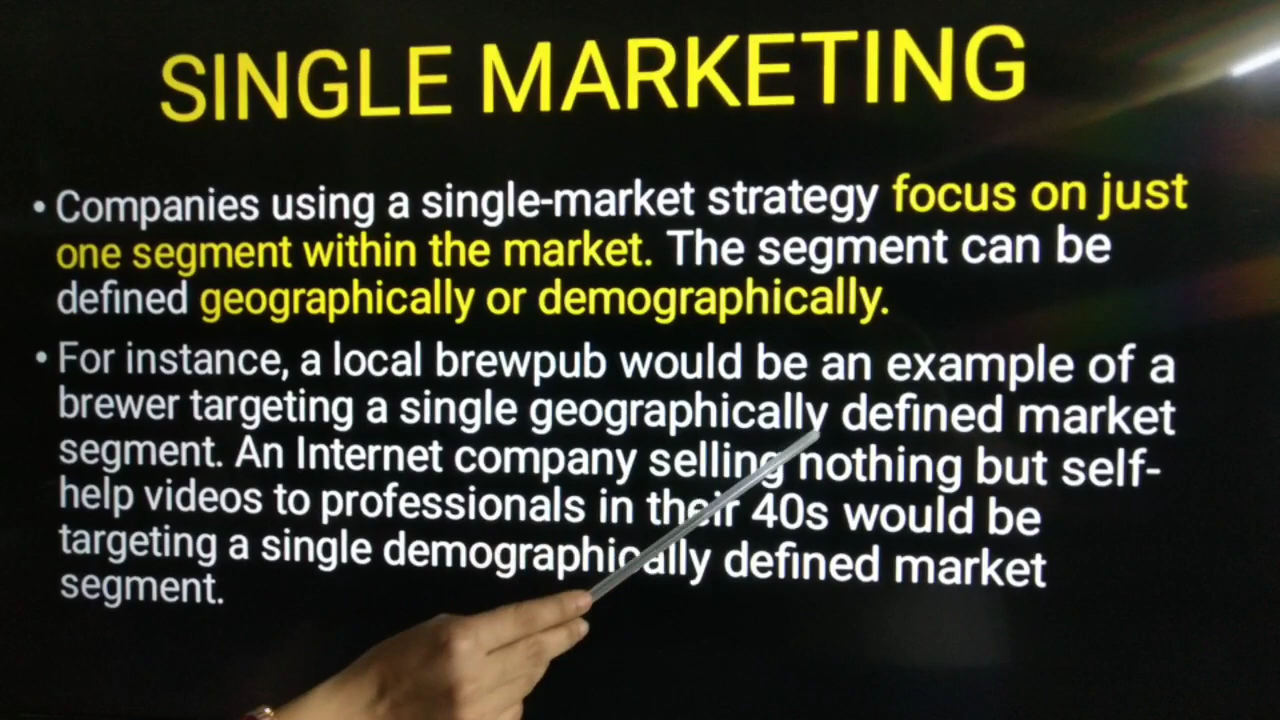 SINGLE MARKETING
• Companies using a single-market strategy focus on just
one segment within the market. The segment can be
defined geographically or demographically.
• For instance, a local brewpub would be an example of a
brewer targeting a single geographically defined market
segment. An Internet company selling nothing but self-
help videos to professionals in their 40s would be
targeting a single demographically defined market
segment.